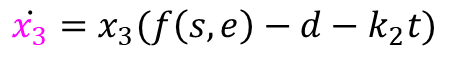 ẋ₃ = x₃(f(s, e) − d − k₂t)